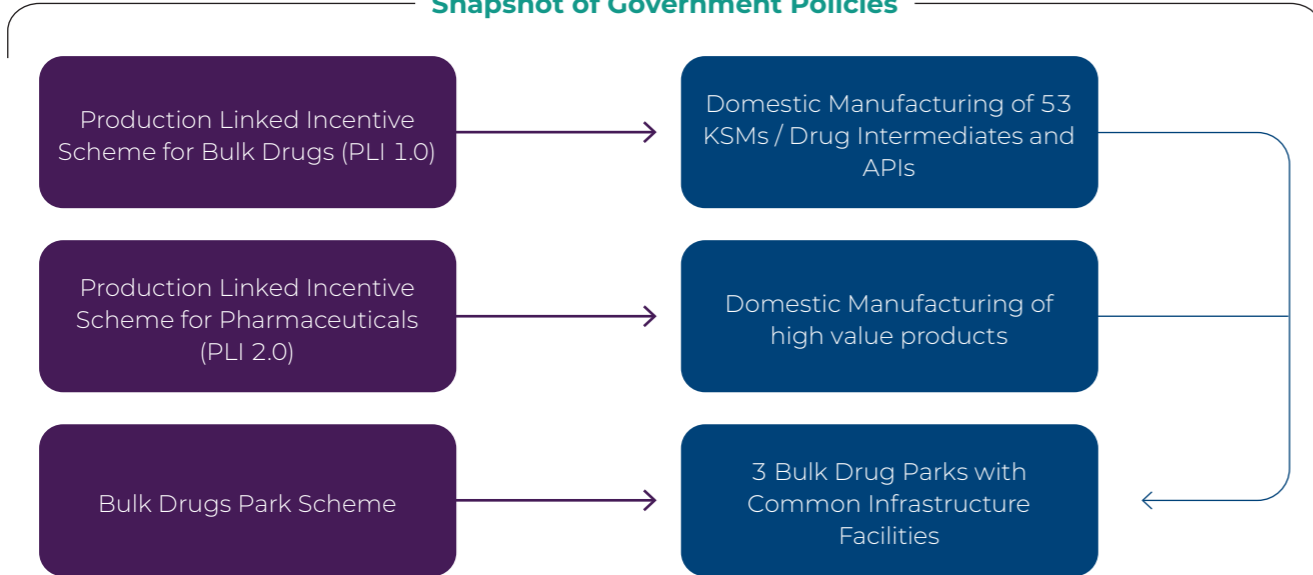 Snapshot of Government Policies
Production Linked Incentive
Scheme for Bulk Drugs (PLI 1.0)
Domestic Manufacturing of 53
KSMs / Drug Intermediates and
APIs
Production Linked Incentive
Scheme for Pharmaceuticals
(PLI 2.0)
Domestic Manufacturing of
high value products
Bulk Drugs Park Scheme
3 Bulk Drug Parks with
Common Infrastructure
Facilities